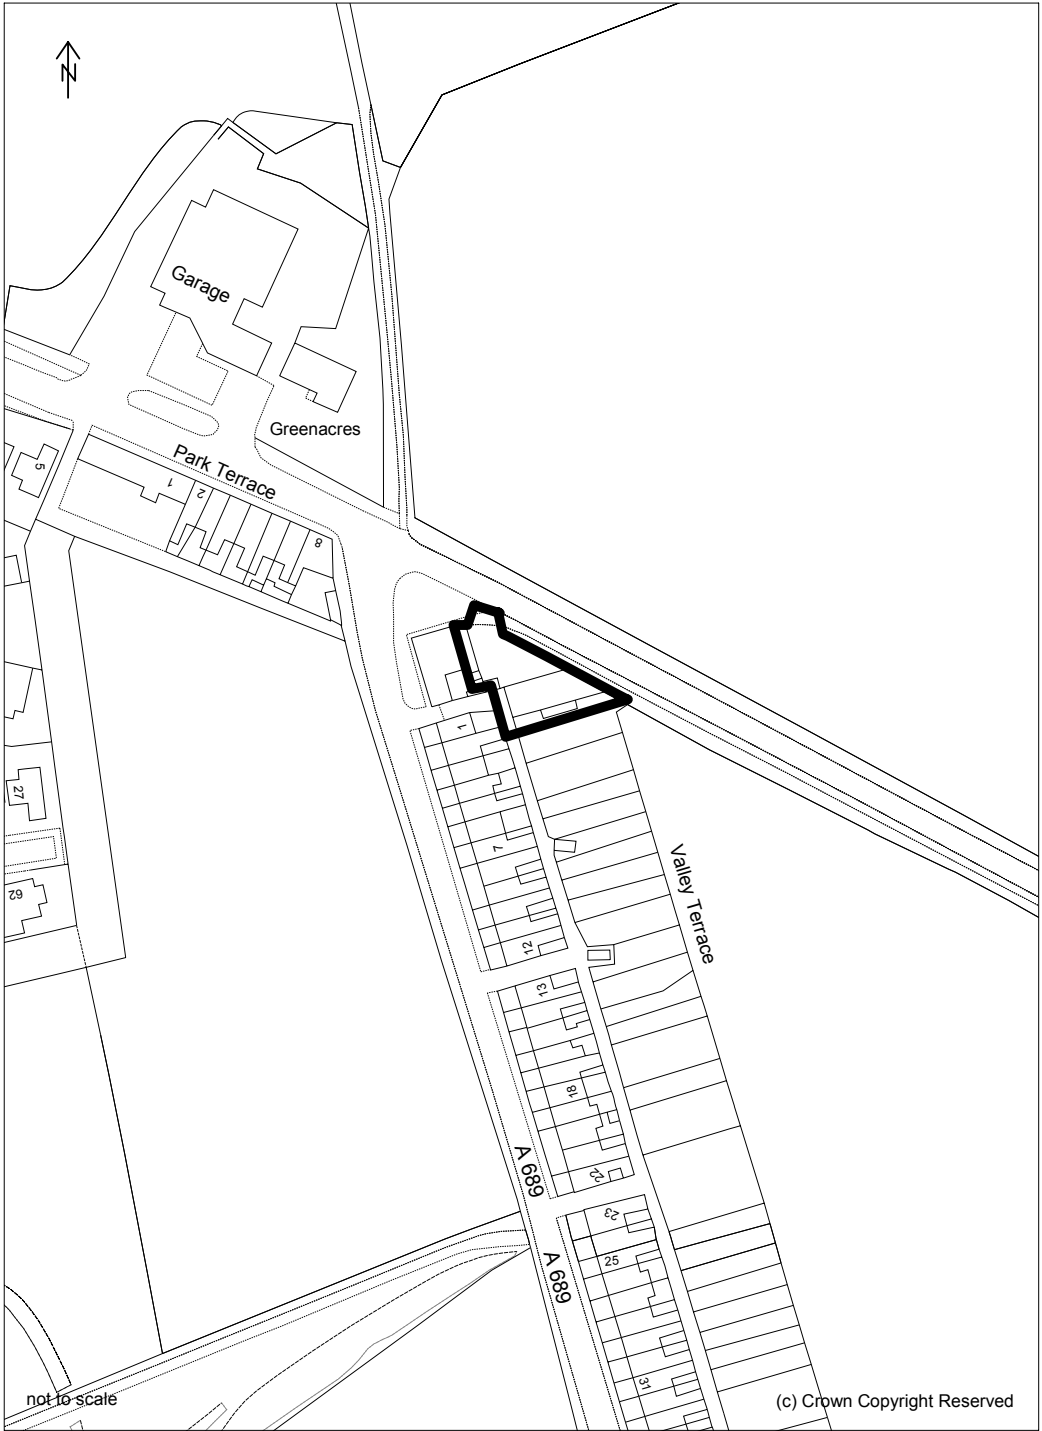 N
Garage
Greenacres
Park Terrace
5
1
2
8
1
27
7
62
Valley Terrace
12
13
18
A 689
22
23
25
A 689
31
not to scale
(c) Crown Copyright Reserved